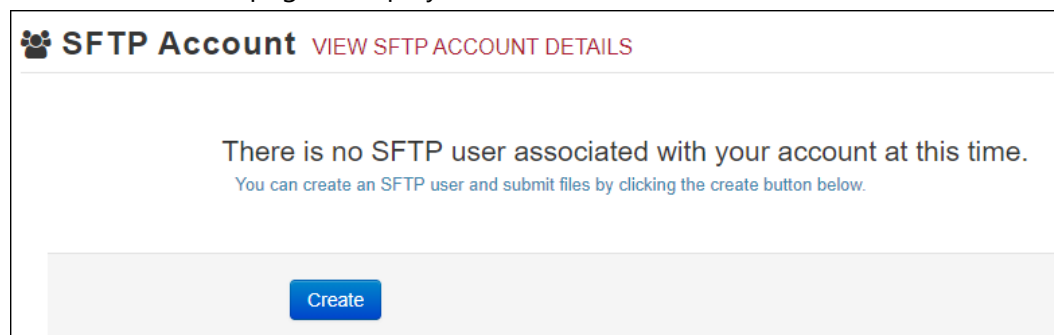 SFTP Account VIEW SFTP ACCOUNT DETAILS
There is no SFTP user associated with your account at this time.
You can create an SFTP user and submit files by clicking the create button below.
Create